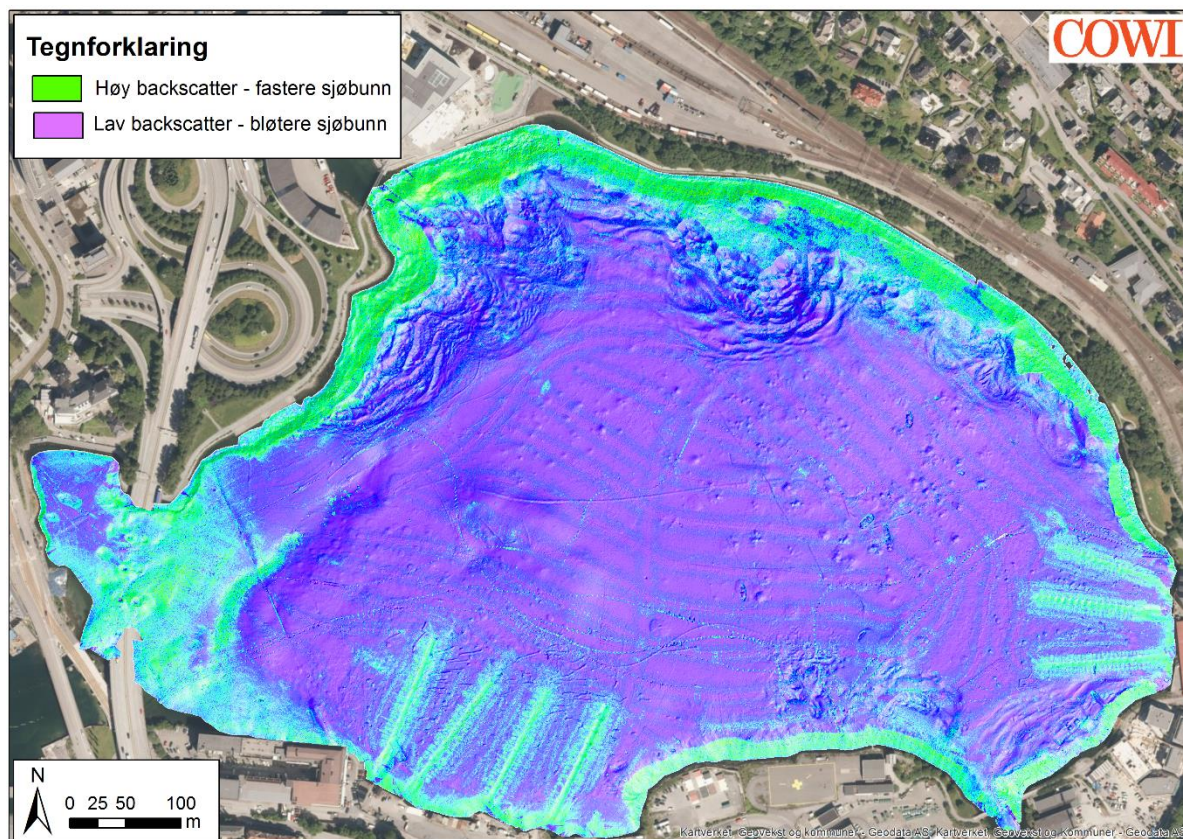 Tegnforklaring
COWI
Høy backscatter - fastere sjøbunn
Lav backscatter - bløtere sjøbunn
N
0 25 50 100
m
Kartverket, Geovekst og kommuner - Geodata AS, Kartverket, Geovekst og Kommuner - Geodata AS